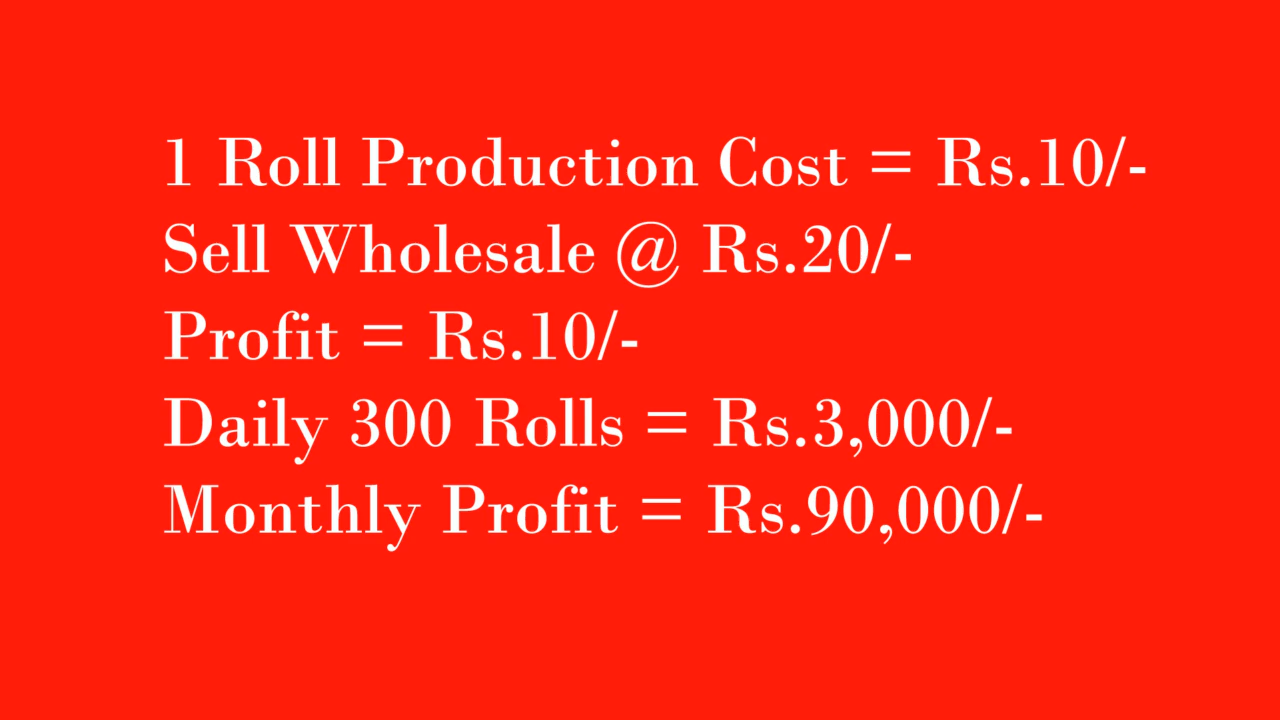 1 Roll Production Cost = Rs.10/-
Sell Wholesale @ Rs.20/-
Profit = Rs.10/-
Daily 300 Rolls = Rs.3,000/-
Monthly Profit = Rs.90,000/-